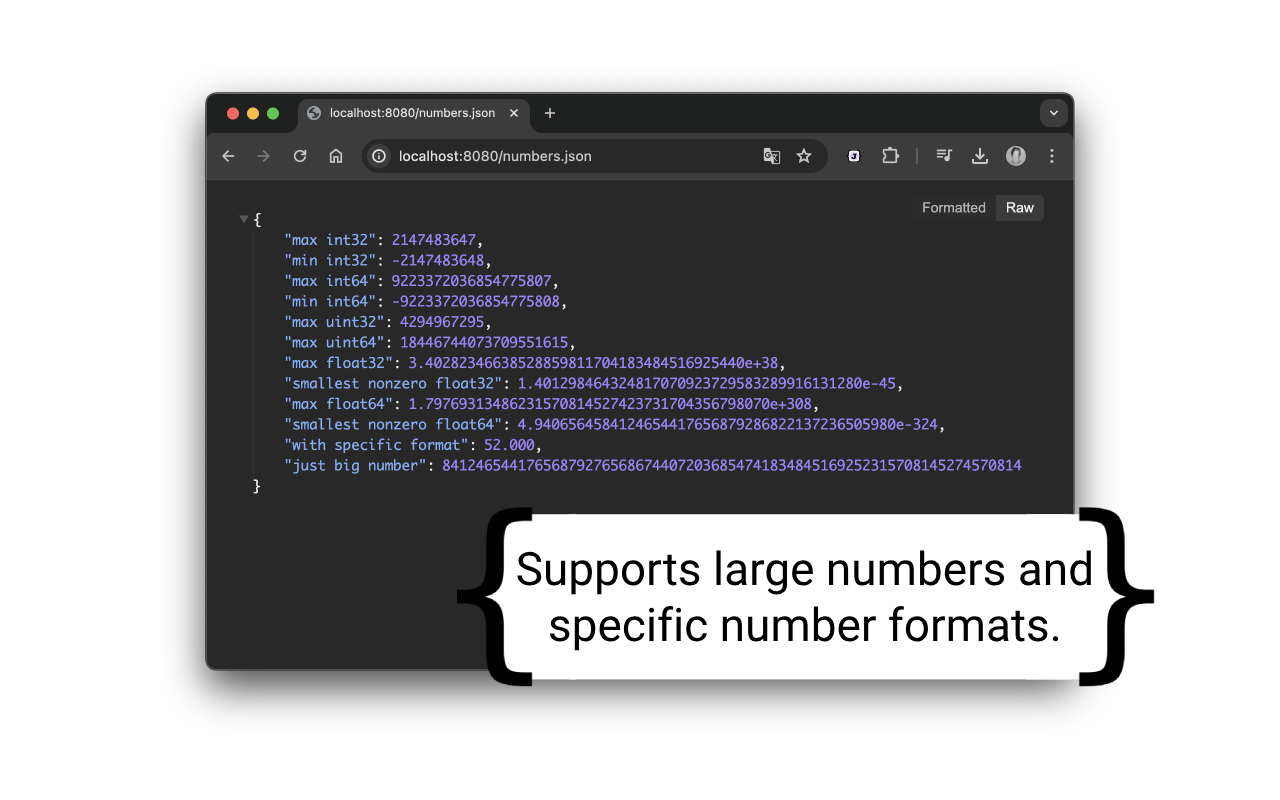 localhost:8080/numbers.json
localhost:8080/numbers.json
Formatted Raw
{
"max int32": 2147483647,
"min int32": -2147483648,
"max int64": 9223372036854775807,
"min int64": -9223372036854775808,
"max uint32": 4294967295,
"max uint64": 18446744073709551615,
"max float32": 3.40282346638528859811704183484516925440e+38,
"smallest nonzero float32": 1.401298464324817070923729583289916131280e-45,
"max float64": 1.79769313486231570814527423731704356798070e+308,
"smallest nonzero float64": 4.9406564584124654417656879286822137236505980e-324,
"with specific format": 52.000,
"just big number": 841246544176568792765686744072036854741834845169252315708145274570814
}
{Supports large numbers and
specific number formats.}